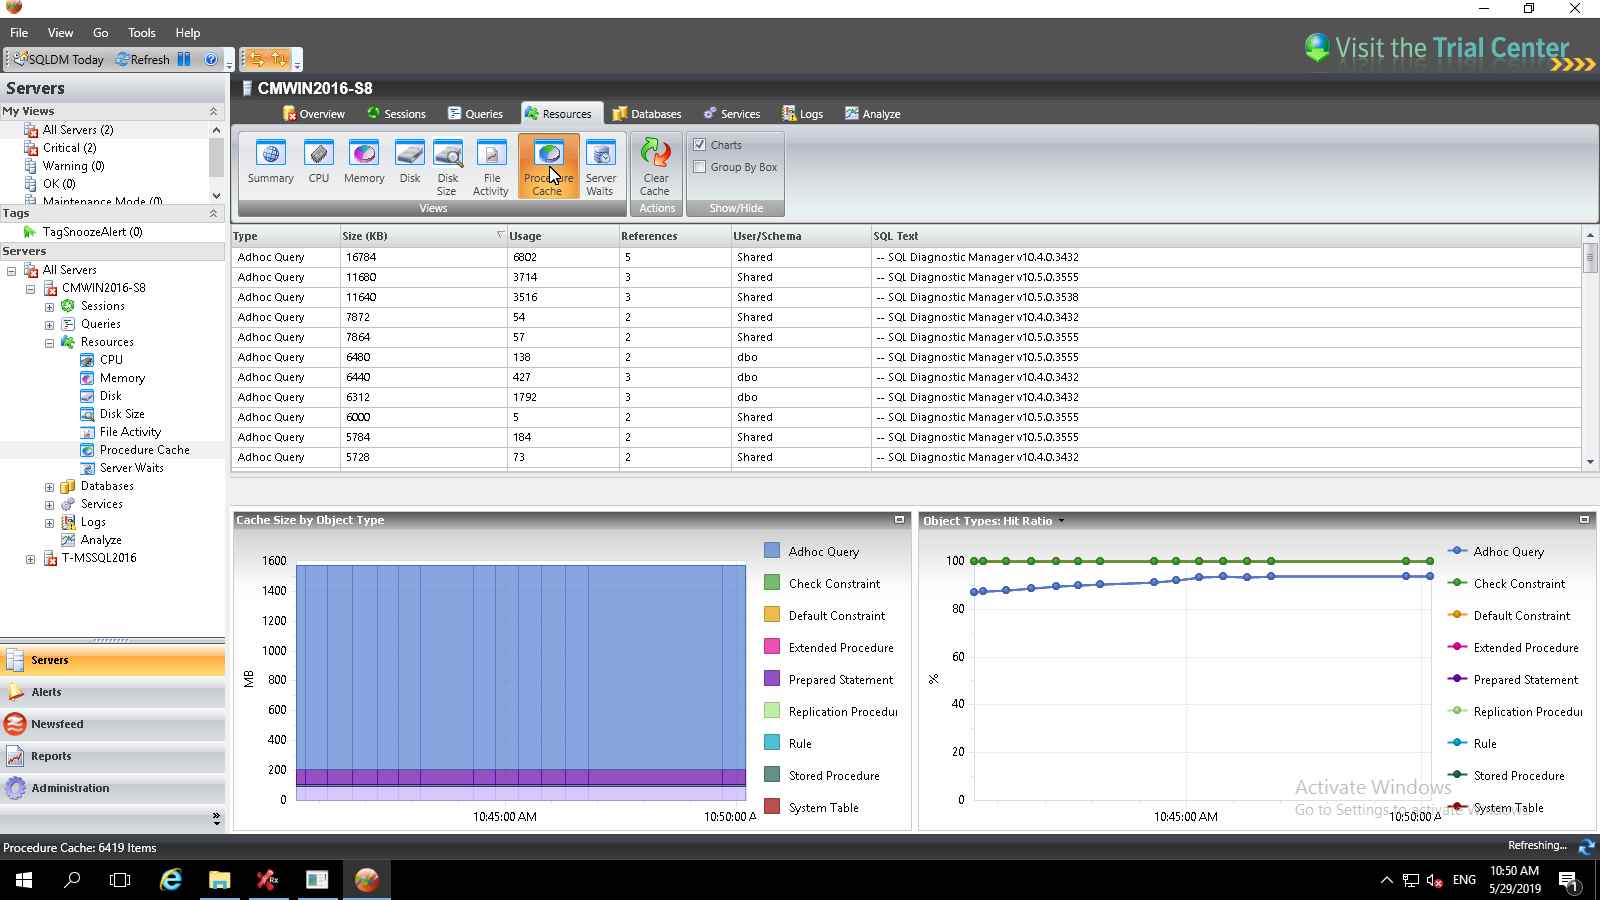 File View Go Tools Help
SQLDM Today Refresh
Visit the Trial Center
Servers
My Views
All Servers (2)
Critical (2)
Warning (0)
OK (0)
Maintenance Mode (0)
Tags
TagSnoozeAlert (0)
Servers
All Servers
CMWIN2016-S8
Sessions
Queries
Resources
CPU
Memory
Disk
Disk Size
File Activity
Procedure Cache
Server Waits
Databases
Services
Logs
Analyze
T-MSSQL2016
Servers
Alerts
Newsfeed
Reports
Administration
CMWIN2016-S8
Overview Sessions Queries Resources Databases Services Logs Analyze
Summary CPU Memory Disk Disk Size File Activity Procedure Cache Server Waits
Views
Clear Cache
Actions
Charts
Group By Box
Show/Hide
Type Size (KB) Usage References User/Schema SQL Text
Adhoc Query 16784 6802 5 Shared -- SQL Diagnostic Manager v10.4.0.3432
Adhoc Query 11680 3714 3 Shared -- SQL Diagnostic Manager v10.5.0.3555
Adhoc Query 11640 3516 3 Shared -- SQL Diagnostic Manager v10.5.0.3538
Adhoc Query 7872 54 2 Shared -- SQL Diagnostic Manager v10.4.0.3432
Adhoc Query 7864 57 2 Shared -- SQL Diagnostic Manager v10.5.0.3555
Adhoc Query 6480 138 2 dbo -- SQL Diagnostic Manager v10.5.0.3555
Adhoc Query 6440 427 3 dbo -- SQL Diagnostic Manager v10.4.0.3432
Adhoc Query 6312 1792 3 dbo -- SQL Diagnostic Manager v10.4.0.3432
Adhoc Query 6000 5 2 Shared -- SQL Diagnostic Manager v10.5.0.3555
Adhoc Query 5784 184 2 Shared -- SQL Diagnostic Manager v10.5.0.3555
Adhoc Query 5728 73 2 Shared -- SQL Diagnostic Manager v10.4.0.3432
Cache Size by Object Type
MB
1600
1400
1200
1000
800
600
400
200
0
10:45:00 AM 10:50:00 A
Adhoc Query
Check Constraint
Default Constraint
Extended Procedure
Prepared Statement
Replication Procedu
Rule
Stored Procedure
System Table
Object Types: Hit Ratio
%
100
80
60
40
20
0
10:45:00 AM 10:50:00 A
Adhoc Query
Check Constraint
Default Constraint
Extended Procedure
Prepared Statement
Replication Procedu
Rule
Stored Procedure
System Table
Activate Windows
Go to Settings to activate Windows.
Procedure Cache: 6419 Items
Refreshing...
ENG
10:50 AM
5/29/2019
1